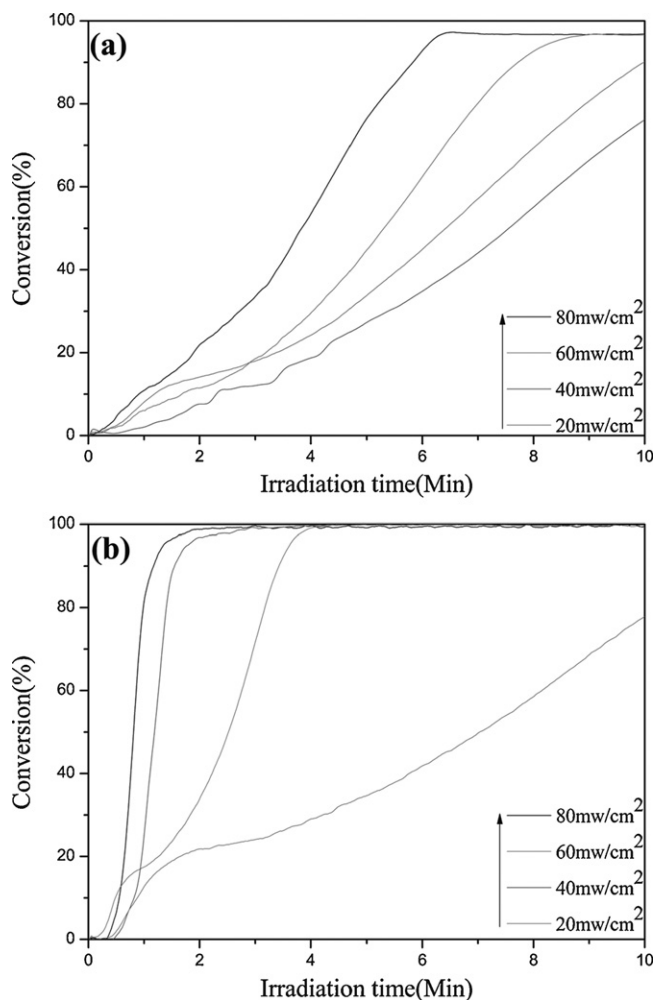 (a)
100
80
60
40
20
0
Conversion(%)
80mw/cm²
60mw/cm²
40mw/cm²
20mw/cm²
0 2 4 6 8 10
Irradiation time(Min)
(b)
100
80
60
40
20
0
Conversion(%)
80mw/cm²
60mw/cm²
40mw/cm²
20mw/cm²
0 2 4 6 8 10
Irradiation time(Min)